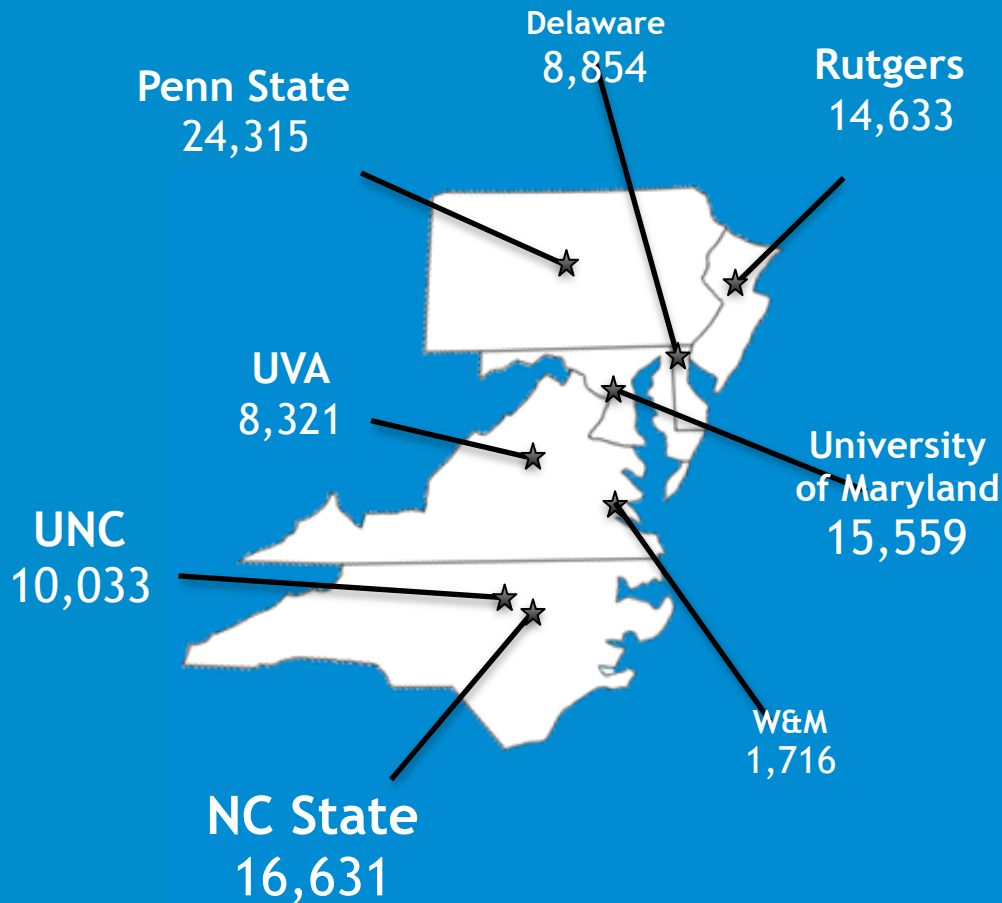 Delaware
8,854
Penn State
24,315
Rutgers
14,633
UVA
8,321
University
of Maryland
15,559
UNC
10,033
W&M
1,716
NC State
16,631